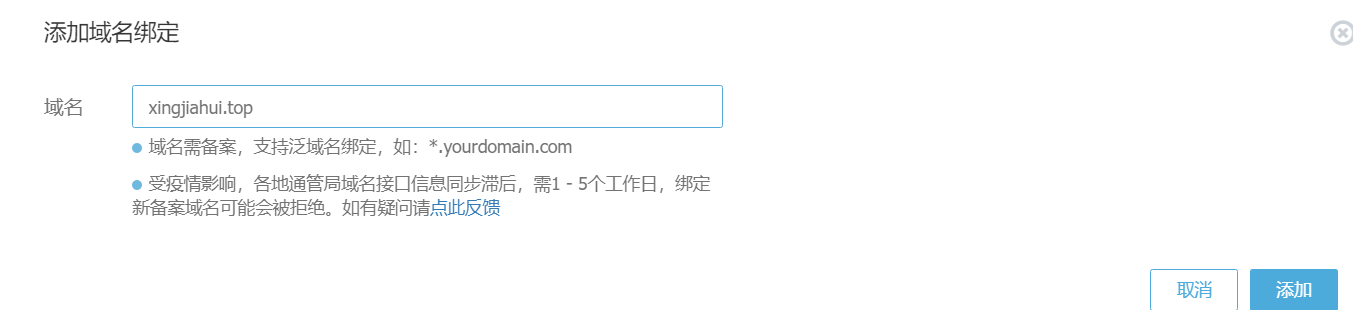 添加域名绑定
域名
xingjiahui.top
域名需备案，支持泛域名绑定，如：*.yourdomain.com
受疫情影响，各地通管局域名接口信息同步滞后，需1 - 5个工作日，绑定
新备案域名可能会被拒绝。如有疑问请点此反馈
取消
添加